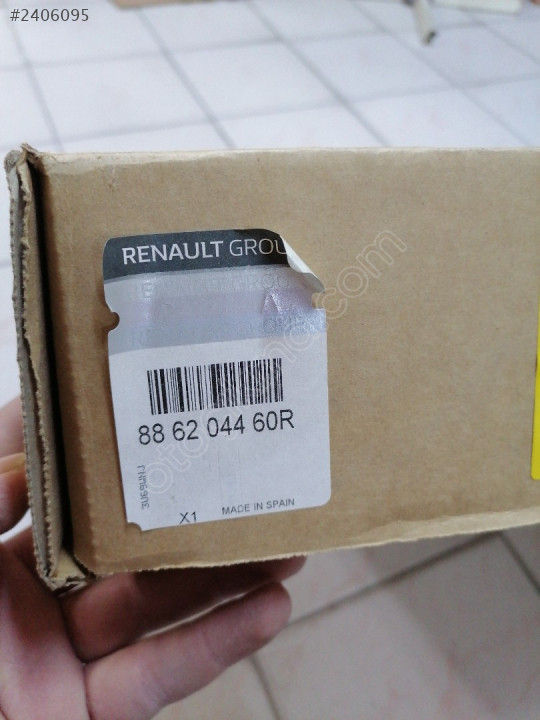 #2406095
RENAULT GROU
88 62 044 60R
X1
MADE IN SPAIN